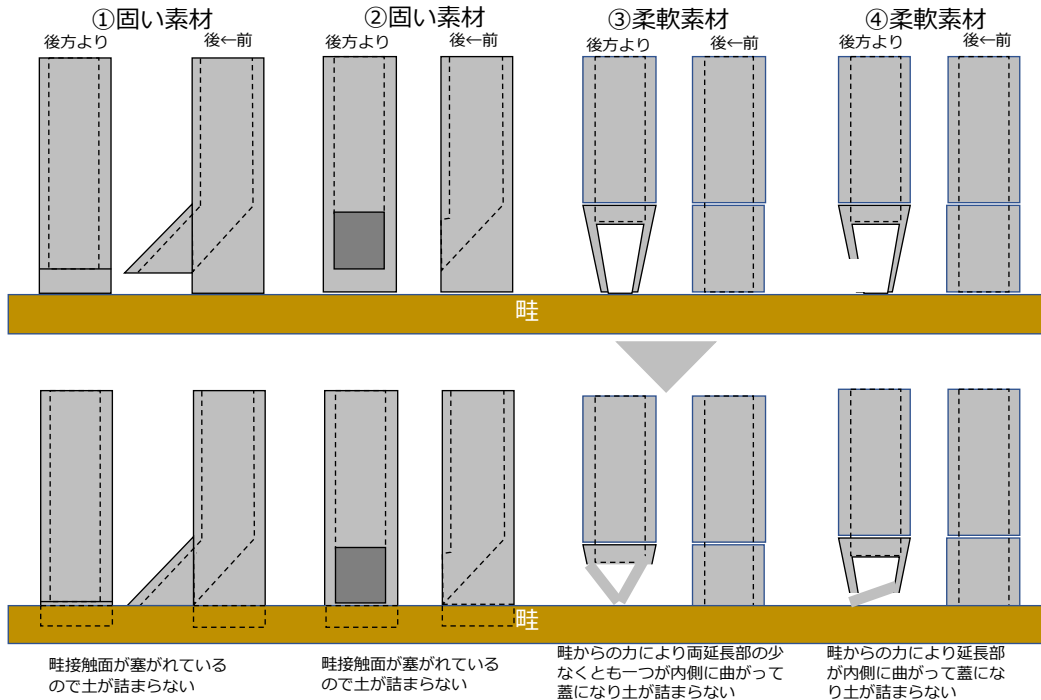 ①固い素材
後方より
後←前
②固い素材
後方より
後←前
③柔軟素材
後方より
後←前
④柔軟素材
後方より
後←前
畦
畦
畦接触面が塞がれている
ので土が詰まらない
畦接触面が塞がれている
ので土が詰まらない
畦からの力により両延長部の少
なくとも一つが内側に曲がって
蓋になり土が詰まらない
畦からの力により延長部
が内側に曲がって蓋にな
り土が詰まらない